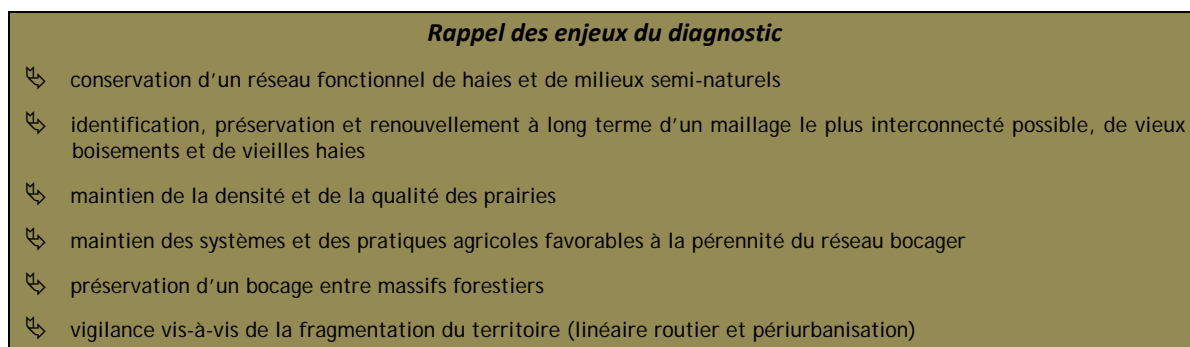 Rappel des enjeux du diagnostic
conservation d’un réseau fonctionnel de haies et de milieux semi-naturels
identification, préservation et renouvellement à long terme d’un maillage le plus interconnecté possible, de vieux
boisements et de vieilles haies
maintien de la densité et de la qualité des prairies
maintien des systèmes et des pratiques agricoles favorables à la pérennité du réseau bocager
préservation d’un bocage entre massifs forestiers
vigilance vis-à-vis de la fragmentation du territoire (linéaire routier et périurbanisation)